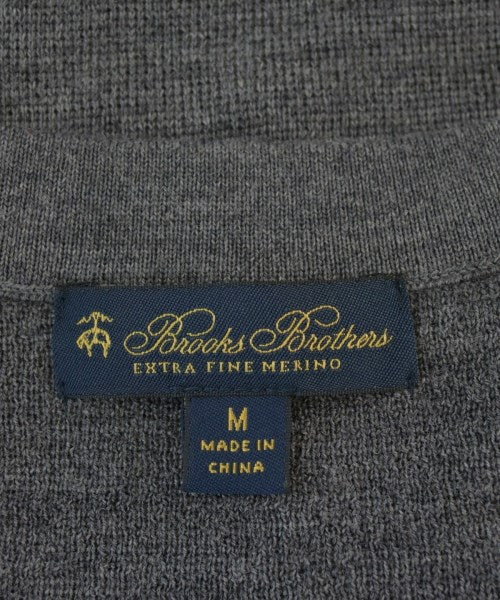 Brooks Brothers
EXTRA FINE MERINO
M
MADE IN
CHINA